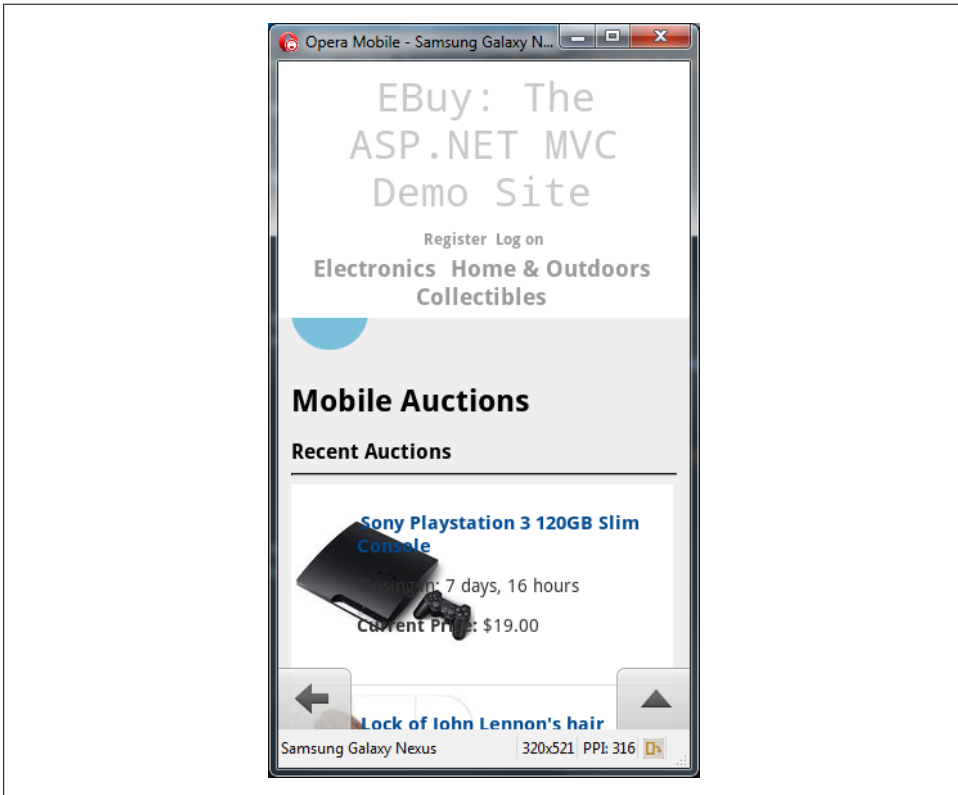 Opera Mobile - Samsung Galaxy N...
EBuy: The
ASP.NET MVC
Demo Site
Register Log on
Electronics Home & Outdoors
Collectibles
Mobile Auctions
Recent Auctions
Sony Playstation 3 120GB Slim
Console
Closing in: 7 days, 16 hours
Current Price: $19.00
Lock of John Lennon's hair
Samsung Galaxy Nexus 320x521 PPI: 316